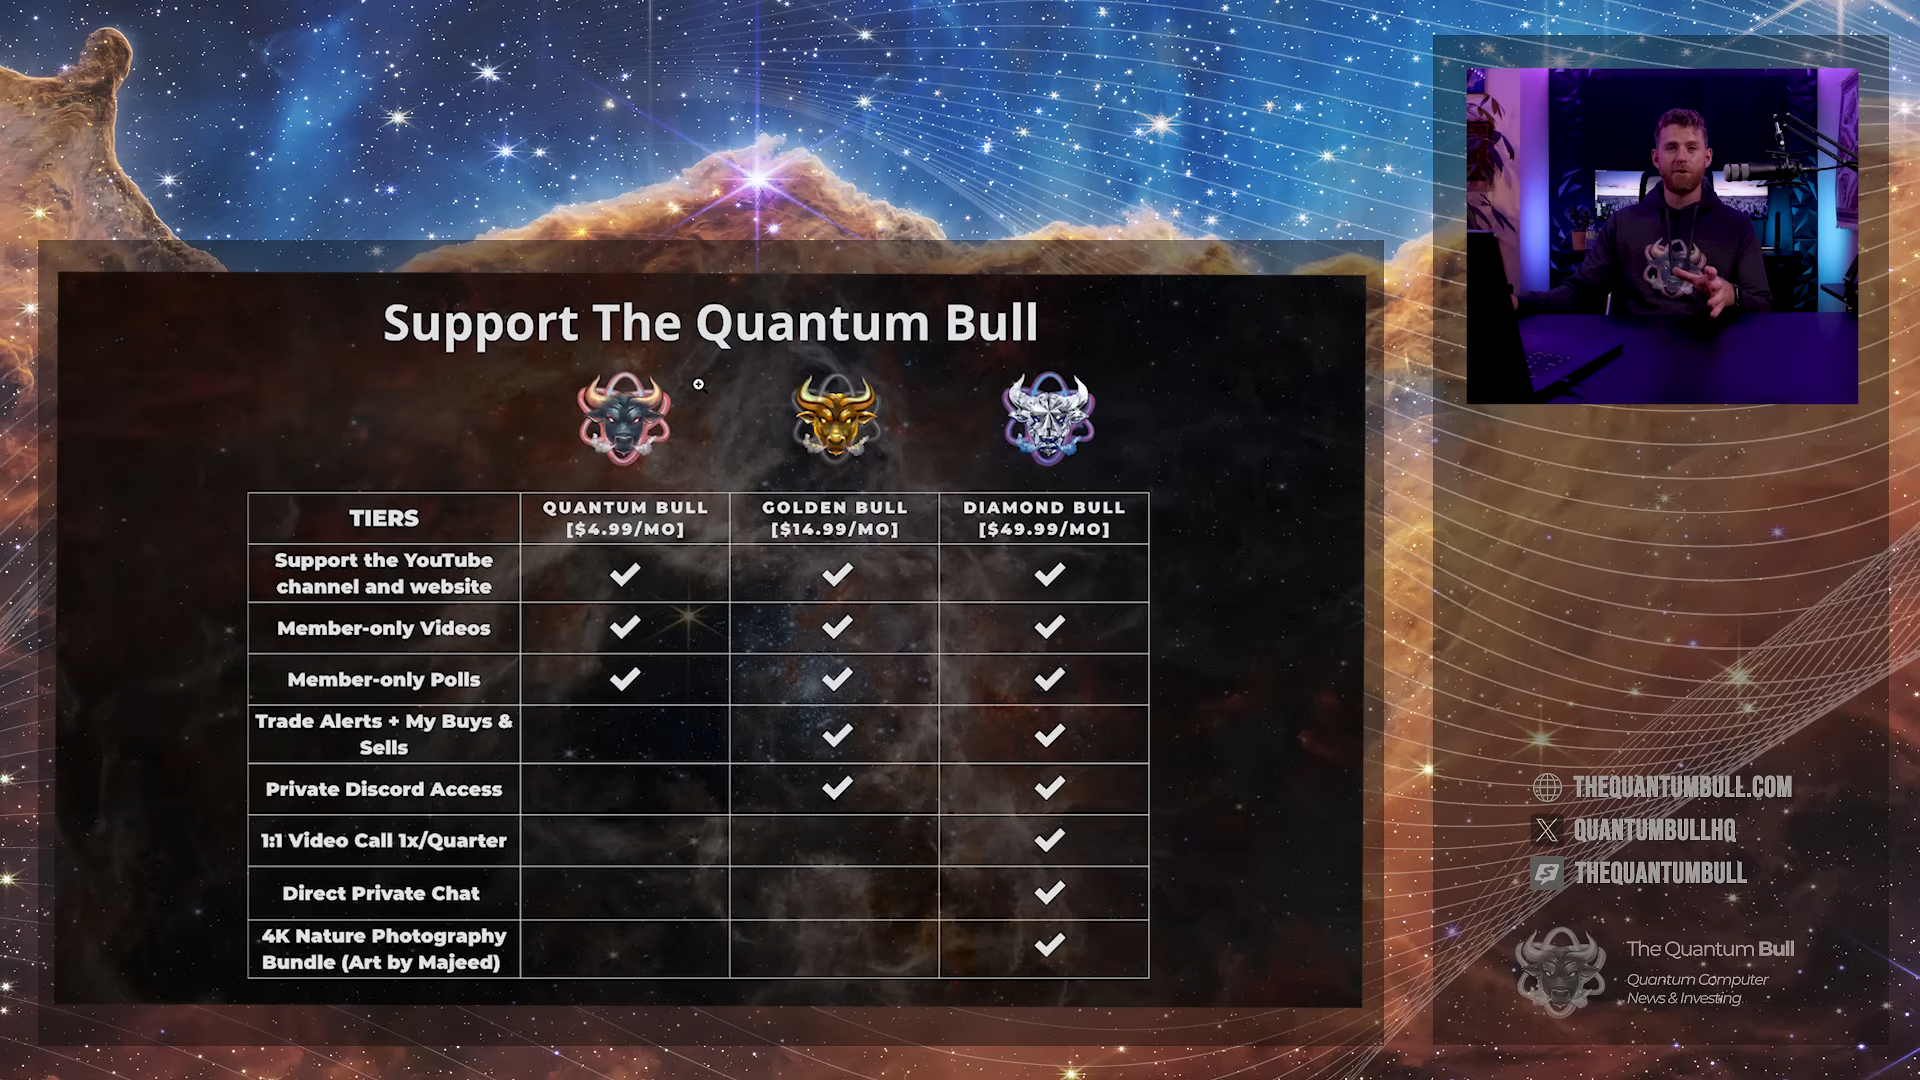 Support The Quantum Bull
TIERS
QUANTUM BULL
[$4.99/MO]
GOLDEN BULL
[$14.99/MO]
DIAMOND BULL
[$49.99/MO]
Support the YouTube
channel and website
Member-only Videos
Member-only Polls
Trade Alerts + My Buys &
Sells
Private Discord Access
1:1 Video Call 1x/Quarter
Direct Private Chat
4K Nature Photography
Bundle (Art by Majeed)
THEQUANTUMBULL.COM
QUANTUMBULLHQ
THEQUANTUMBULL
The Quantum Bull
Quantum Computer
News & Investing